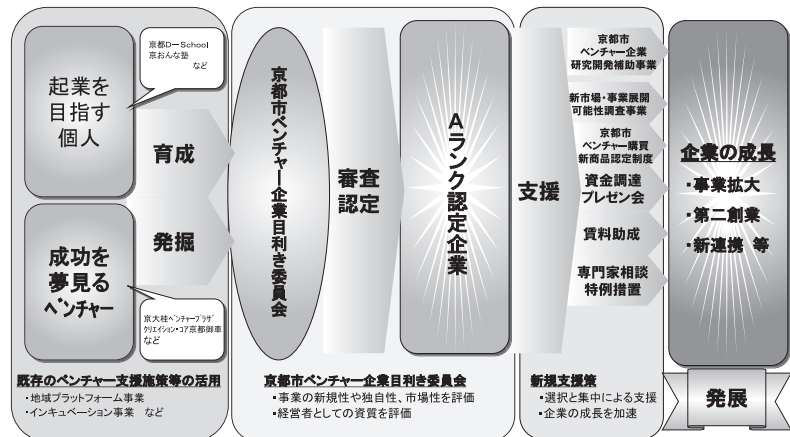 起業を
目指す
個人
京都D-School
京おんな塾
など
成功を
夢見る
ベンチャー
京大桂ベンチャープラザ
クリエイション・コア京都御車
など
育成
発掘
既存のベンチャー支援施策等の活用
・地域プラットフォーム事業
・インキュベーション事業 など
京都市ベンチャー企業目利き委員会
審査
認定
Aランク認定企業
京都市ベンチャー企業目利き委員会
・事業の新規性や独自性、市場性を評価
・経営者としての資質を評価
支援
京都市
ベンチャー企業
研究開発補助事業
新市場・事業展開
可能性調査事業
京都市
ベンチャー購買
新商品認定制度
資金調達
プレゼン会
賃料助成
専門家相談
特例措置
新規支援策
・選択と集中による支援
・企業の成長を加速
企業の成長
・事業拡大
・第二創業
・新連携 等
発展